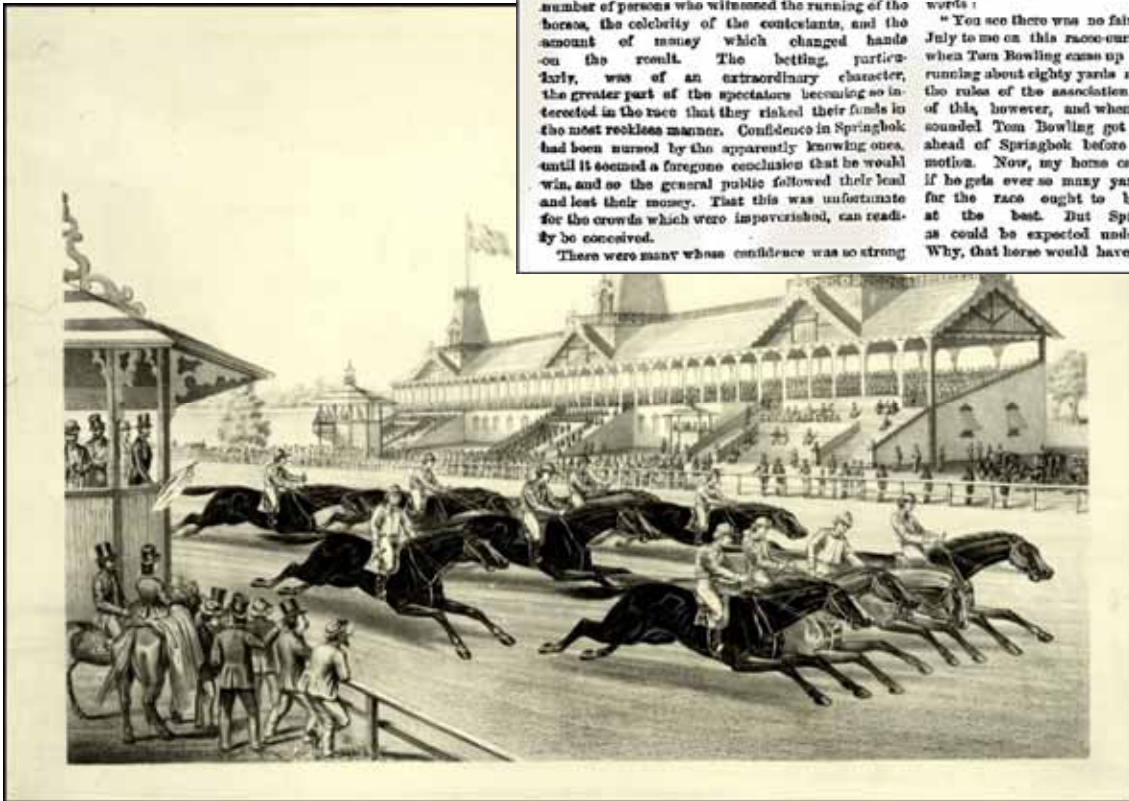 number of persons who witnessed the running of the
horses, the celebrity of the contestants, and the
amount of money which changed hands
on the result. The betting, particu-
larly, was of an extraordinary character,
the greater part of the spectators becoming so in-
terested in the race that they risked their funds in
the most reckless manner. Confidence in Springbok
had been nursed by the apparently knowing ones,
until it seemed a foregone conclusion that he would
win, and so the general public followed their lead
and lost their money. That this was unfortunate
for the crowds which were impoverished, can readi-
ly be conceived.
There were many whose confidence was so strong
words:
"You see there was no fair
July to me on this race-cur
when Tom Bowling came up
running about eighty yards
the rules of the association
of this, however, and when
sounded Tom Bowling got
ahead of Springbok before
motion. Now, my horse
if he gets ever so many yar
for the race ought to b
at the best. But Spr
as could be expected und
Why, that horse would have